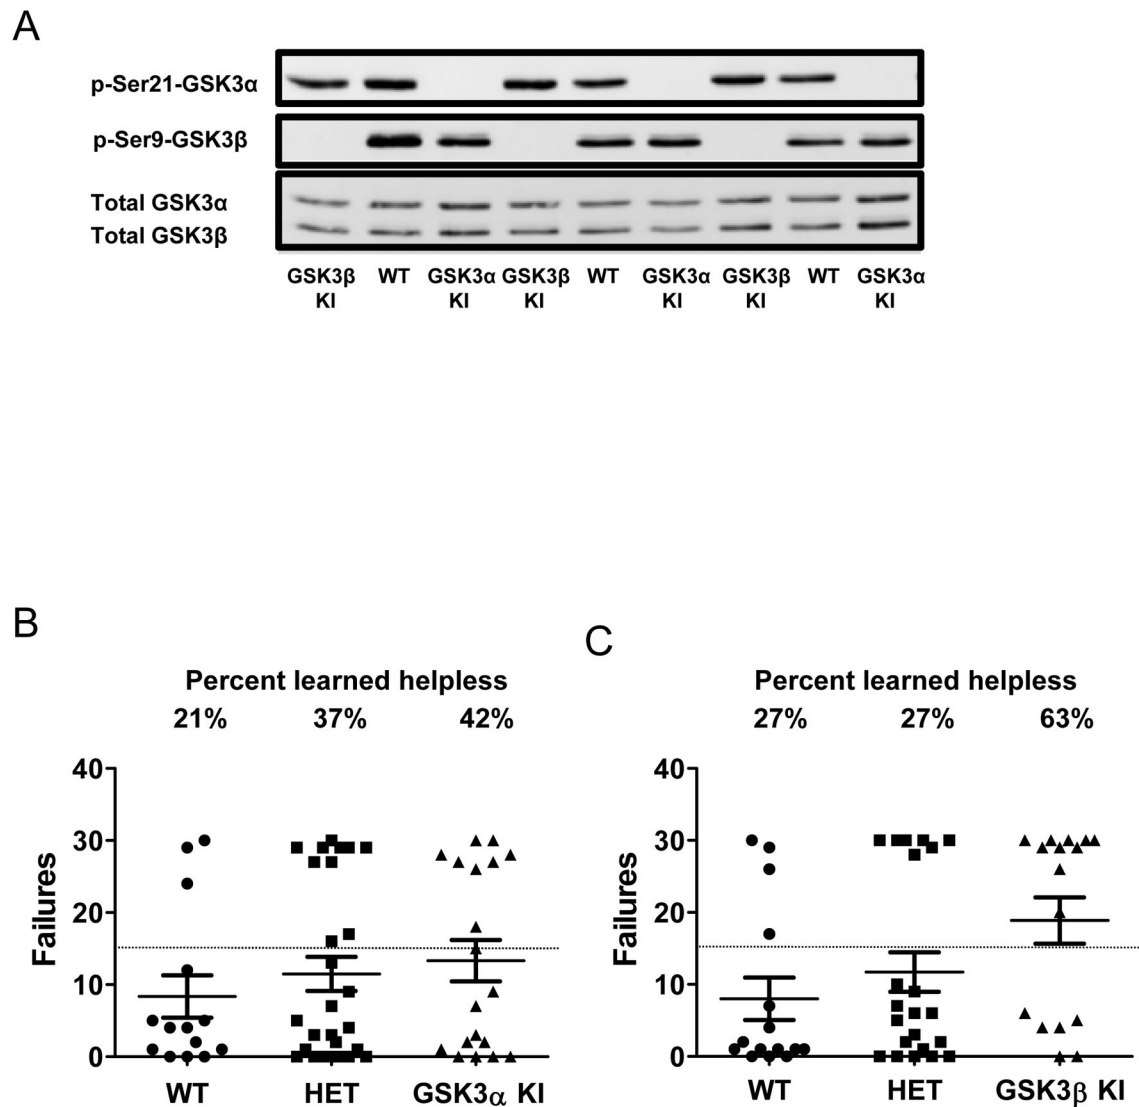 A
p-Ser21-GSK3α
p-Ser9-GSK3β
Total GSK3α
Total GSK3β
GSK3β KI WT GSK3α KI GSK3β KI WT GSK3α KI GSK3β KI WT GSK3α KI
B
Percent learned helpless
21% 37% 42%
Failures
40
30
20
10
0
WT HET GSK3α KI
C
Percent learned helpless
27% 27% 63%
Failures
40
30
20
10
0
WT HET GSK3β KI